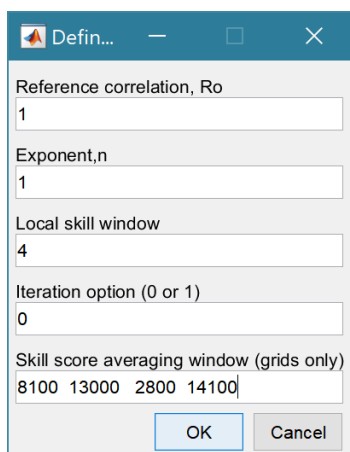 Defin...
Reference correlation, Ro
1
Exponent,n
1
Local skill window
4
Iteration option (0 or 1)
0
Skill score averaging window (grids only)
8100 13000 2800 14100
OK Cancel